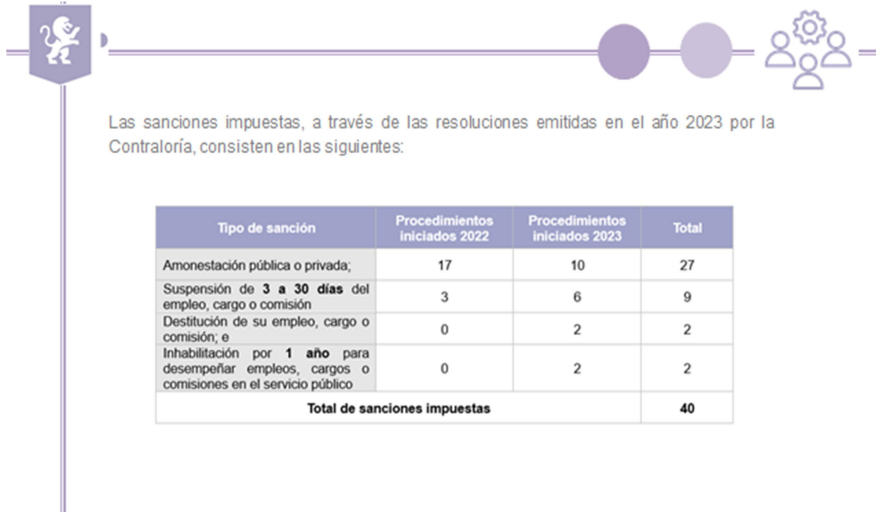 Las sanciones impuestas, a través de las resoluciones emitidas en el año 2023 por la
Contraloría, consisten en las siguientes:
Tipo de sanción
Procedimientos
iniciados 2022
Procedimientos
iniciados 2023
Total
Amonestación pública o privada;
17
10
27
Suspensión de 3 a 30 días del
empleo, cargo o comisión
3
6
9
Destitución de su empleo, cargo o
comisión; e
0
2
2
Inhabilitación por 1 año para
desempeñar empleos, cargos o
comisiones en el servicio público
0
2
2
Total de sanciones impuestas
40